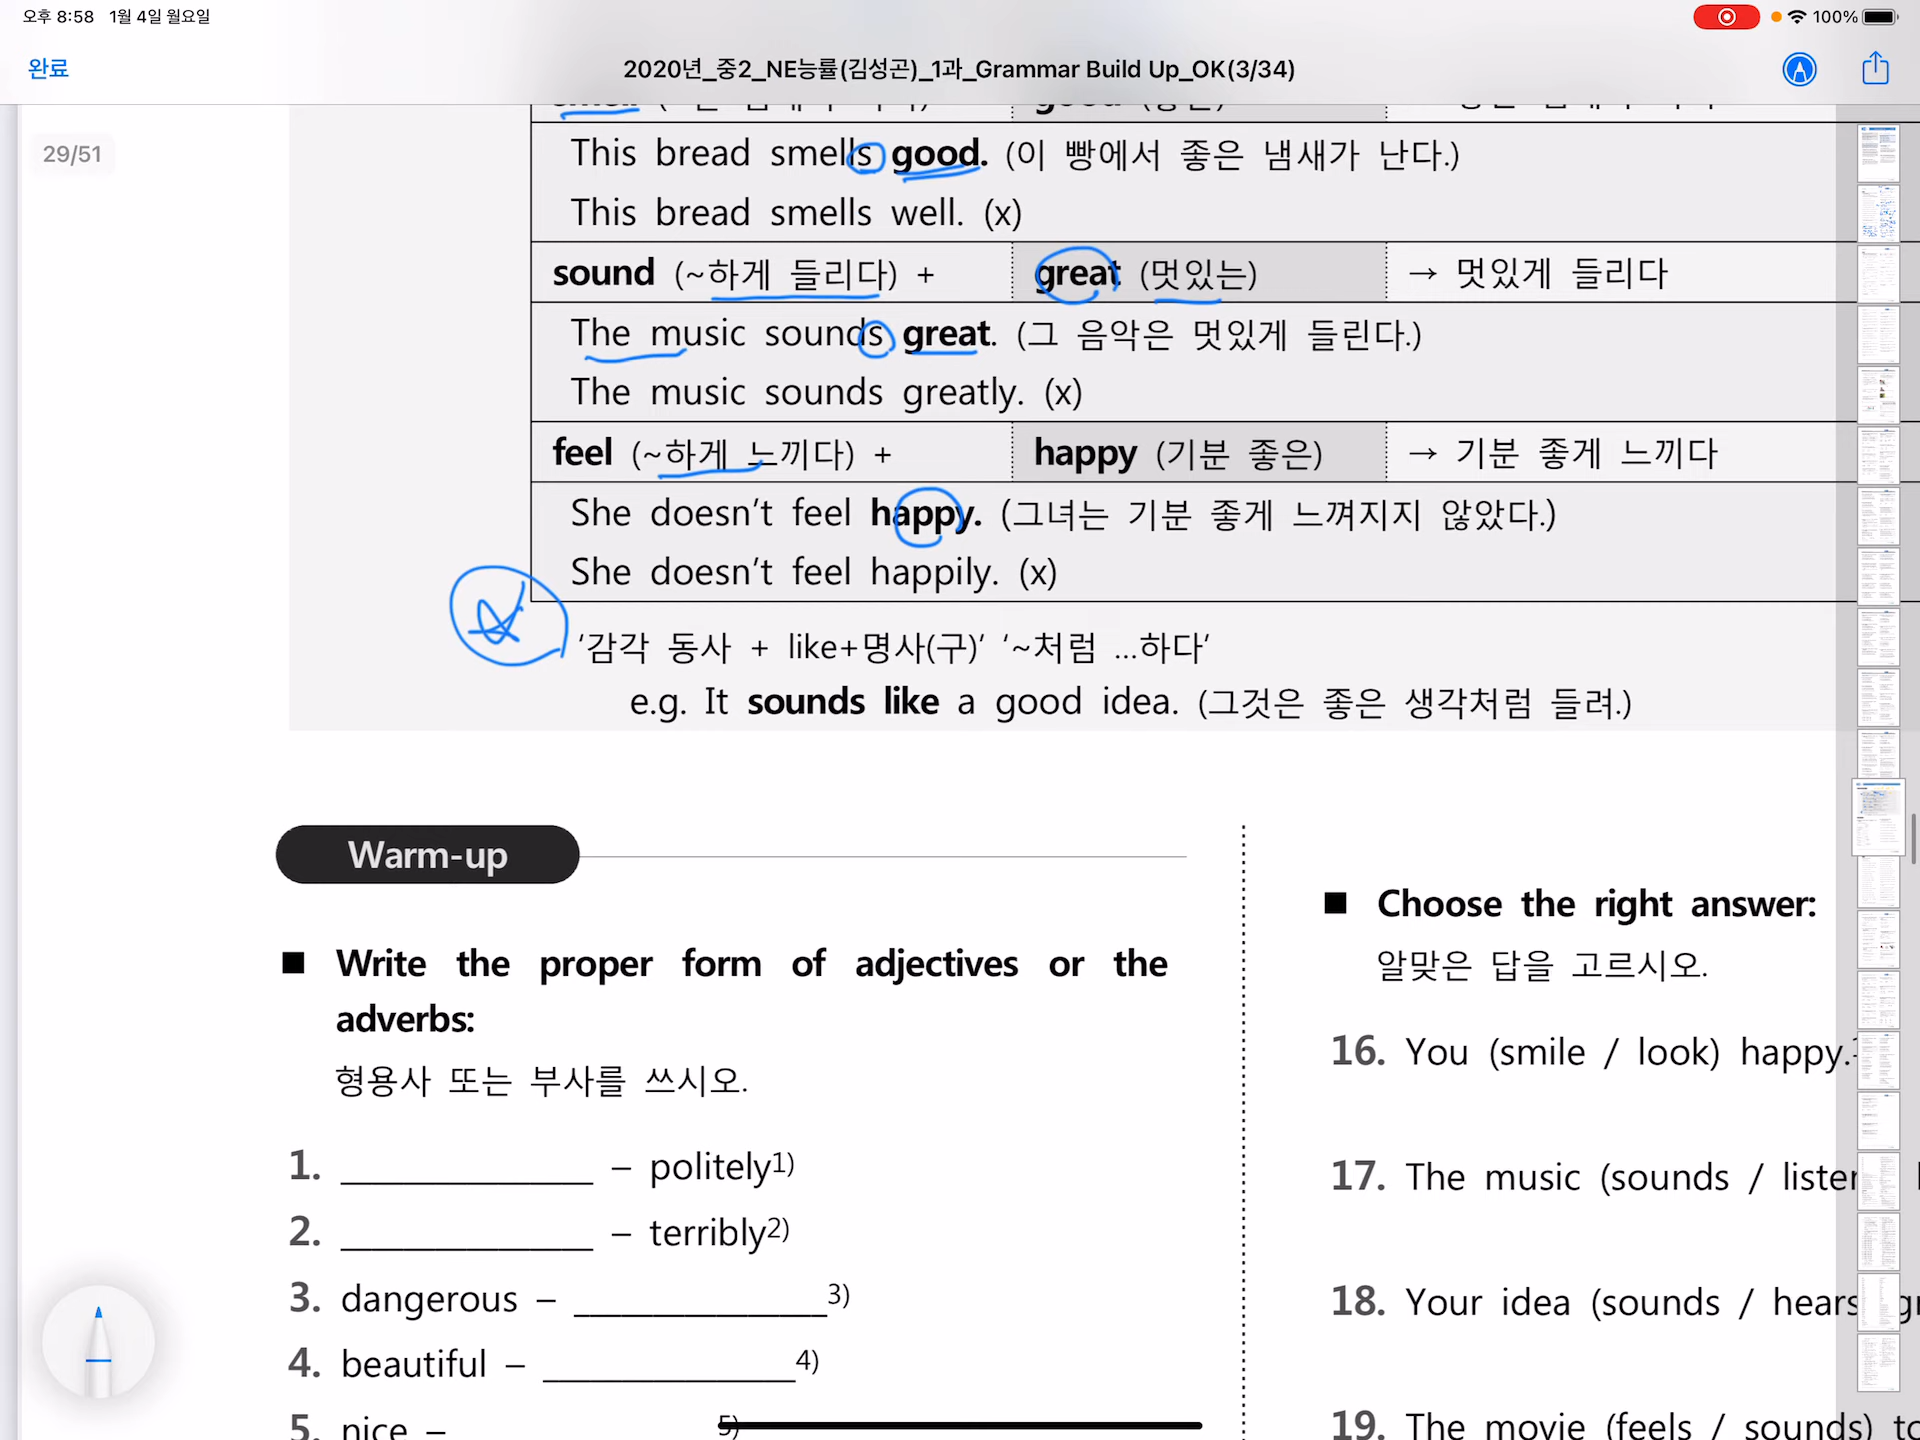 오후 8:58 1월 4일 월요일
100%
완료
2020년_중2_NE능률(김성곤)_1과_Grammar Build Up_OK(3/34)
29/51
This bread smells good. (이 빵에서 좋은 냄새가 난다.)
This bread smells well. (x)
sound (~하게 들리다) + great (멋있는) → 멋있게 들리다
The music sounds great. (그 음악은 멋있게 들린다.)
The music sounds greatly. (x)
feel (~하게 느끼다) + happy (기분 좋은) → 기분 좋게 느끼다
She doesn't feel happy. (그녀는 기분 좋게 느껴지지 않았다.)
She doesn't feel happily. (x)
'감각 동사 + like+명사(구)' '~처럼 ...하다'
e.g. It sounds like a good idea. (그것은 좋은 생각처럼 들려.)
Warm-up
■ Write the proper form of adjectives or the
adverbs:
형용사 또는 부사를 쓰시오.
1. ______________ – politely1)
2. ______________ – terribly2)
3. dangerous – ______________3)
4. beautiful – ______________4)
5. nice – 5)
■ Choose the right answer:
알맞은 답을 고르시오.
16. You (smile / look) happy.
17. The music (sounds /
18. Your idea (sounds / hears
19. The movie (feels / sounds)